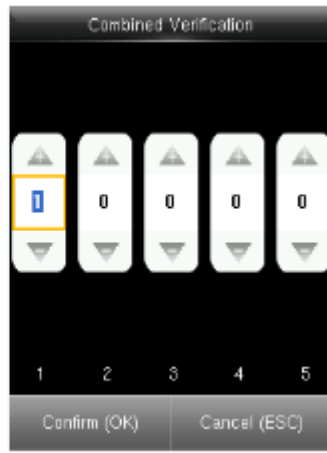 Combined Verification
1 0 0 0 0
1 2 3 4 5
Confirm (OK) Cancel (ESC)